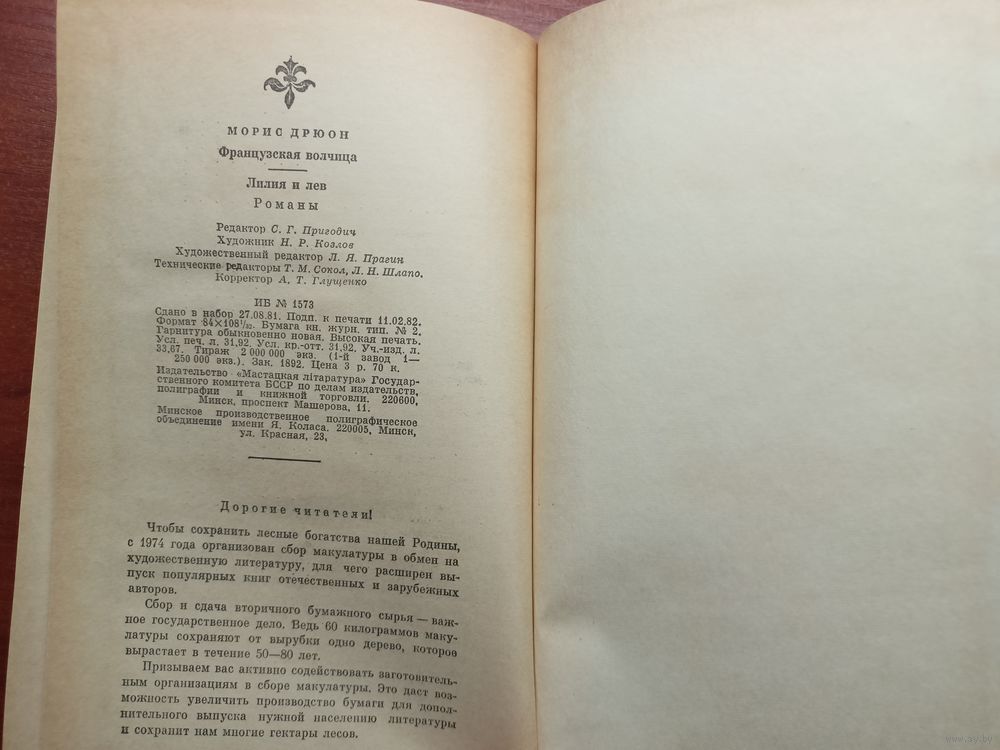 МОРИС ДРЮОН
Французская волчица
Лилия и лев
Романы
Редактор С. Г. Пригодич
Художник Н. Р. Козлов
Художественный редактор Л. Я. Прагин
Технические редакторы Т. М. Сокол, Л. Н. Шлапо.
Корректор А. Т. Глущенко
ИБ № 1573
Сдано в набор 27.08.81. Подп. к печати 11.02.82.
Формат 84×108¹/₃₂. Бумага кн. журн. тип. № 2.
Гарнитура обыкновенно новая. Высокая печать.
Усл. печ. л. 31,92. Усл. кр.-отт. 31,92. Уч.-изд. л.
33,67. Тираж 2 000 000 экз. (1-й завод 1—
250 000 экз.). Зак. 1892. Цена 3 р. 70 к.
Издательство «Мастацкая літаратура» Государ-
ственного комитета БССР по делам издательств,
полиграфии и книжной торговли. 220600,
Минск, проспект Машерова, 11.
Минское производственное полиграфическое
объединение имени Я. Коласа. 220005, Минск,
ул. Красная, 23,
Дорогие читатели!
Чтобы сохранить лесные богатства нашей Родины,
с 1974 года организован сбор макулатуры в обмен на
художественную литературу, для чего расширен вы-
пуск популярных книг отечественных и зарубежных
авторов.
Сбор и сдача вторичного бумажного сырья — важ-
ное государственное дело. Ведь 60 килограммов маку-
латуры сохраняют от вырубки одно дерево, которое
вырастает в течение 50—80 лет.
Призываем вас активно содействовать заготовитель-
ным организациям в сборе макулатуры. Это даст воз-
можность увеличить производство бумаги для допол-
нительного выпуска нужной населению литературы
и сохранит нам многие гектары лесов.
www.ay.by